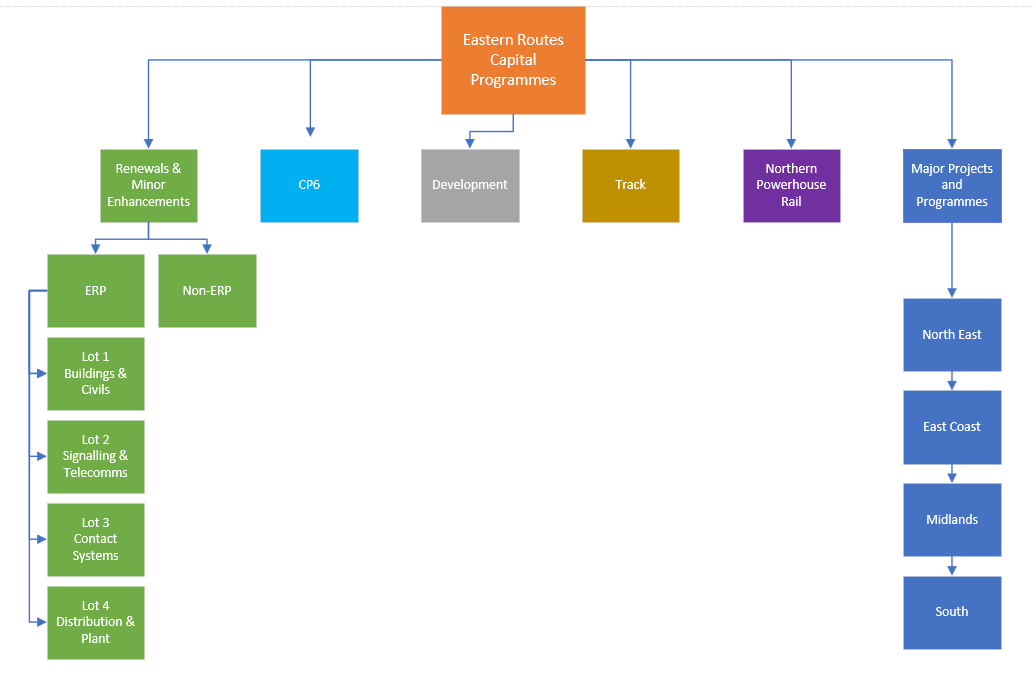 Eastern Routes
Capital
Programmes
Renewals &
Minor
Enhancements
CP6
Development
Track
Northern
Powerhouse
Rail
Major Projects
and
Programmes
ERP
Non-ERP
Lot 1
Buildings &
Civils
Lot 2
Signalling &
Telecomms
Lot 3
Contact
Systems
Lot 4
Distribution &
Plant
North East
East Coast
Midlands
South